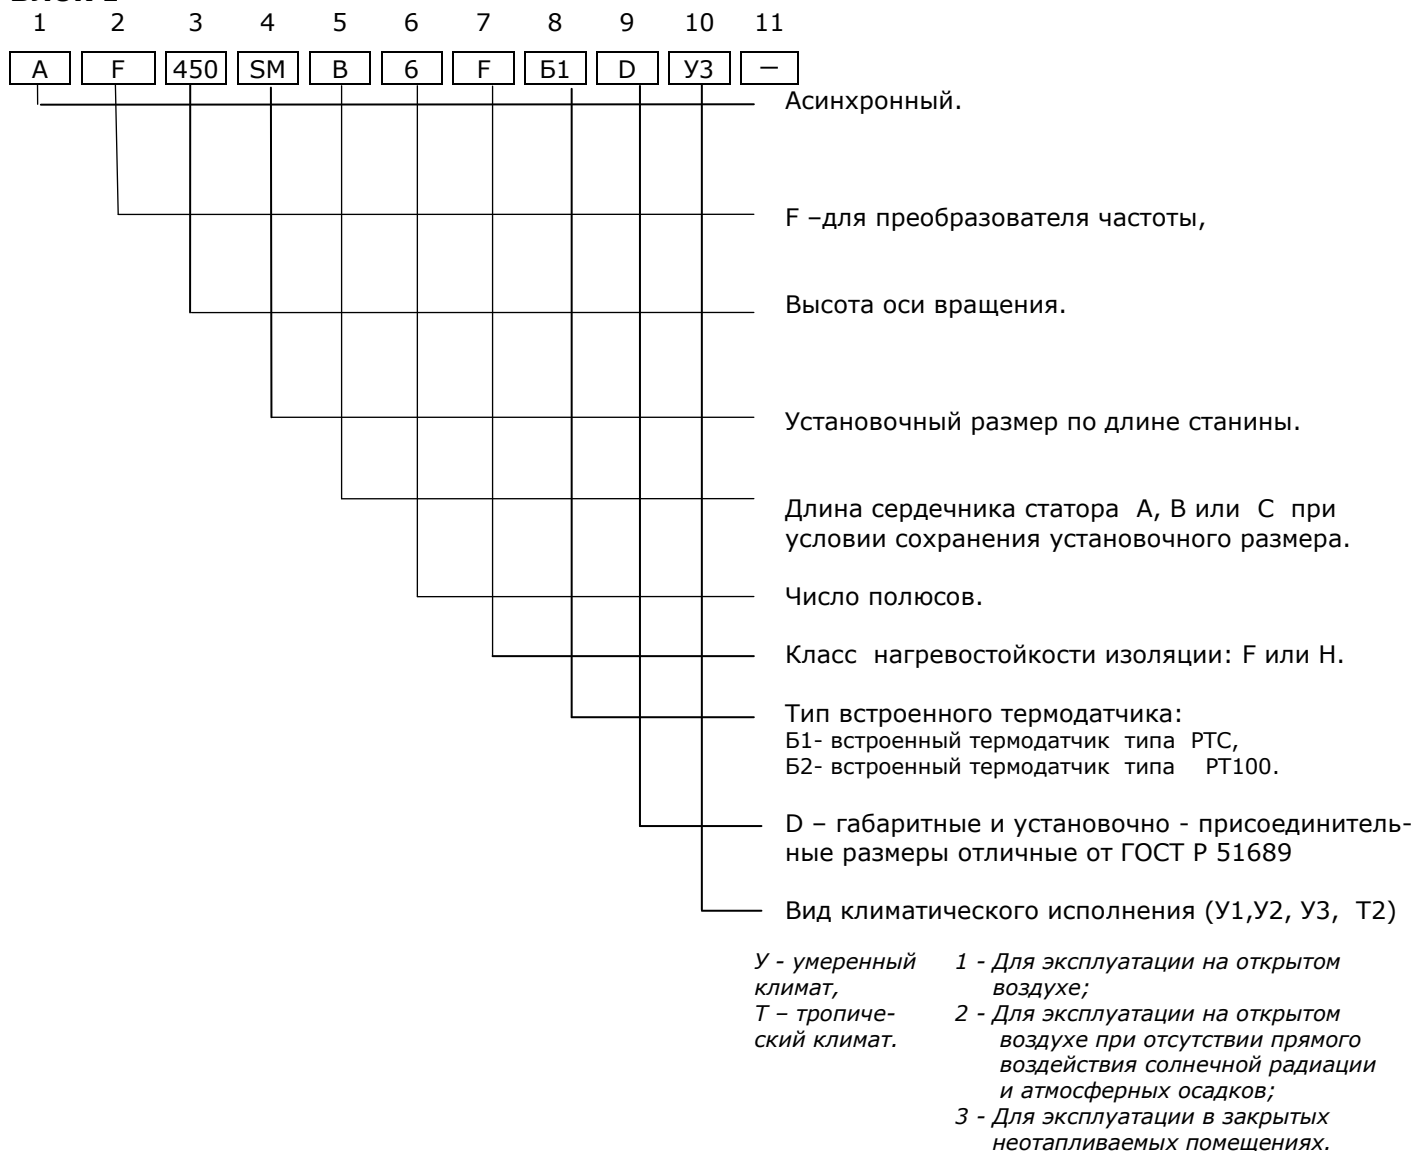 1 2 3 4 5 6 7 8 9 10 11
A F 450 SM B 6 F Б1 D У3 —
Асинхронный.
F –для преобразователя частоты,
Высота оси вращения.
Установочный размер по длине станины.
Длина сердечника статора A, B или C при
условии сохранения установочного размера.
Число полюсов.
Класс нагревостойкости изоляции: F или H.
Тип встроенного термодатчика:
Б1- встроенный термодатчик типа РТС,
Б2- встроенный термодатчик типа РТ100.
D – габаритные и установочно - присоединитель-
ные размеры отличные от ГОСТ Р 51689
Вид климатического исполнения (У1,У2, У3, Т2)
У - умеренный
климат,
Т – тропиче-
ский климат.
1 - Для эксплуатации на открытом
воздухе;
2 - Для эксплуатации на открытом
воздухе при отсутствии прямого
воздействия солнечной радиации
и атмосферных осадков;
3 - Для эксплуатации в закрытых
неотапливаемых помещениях.